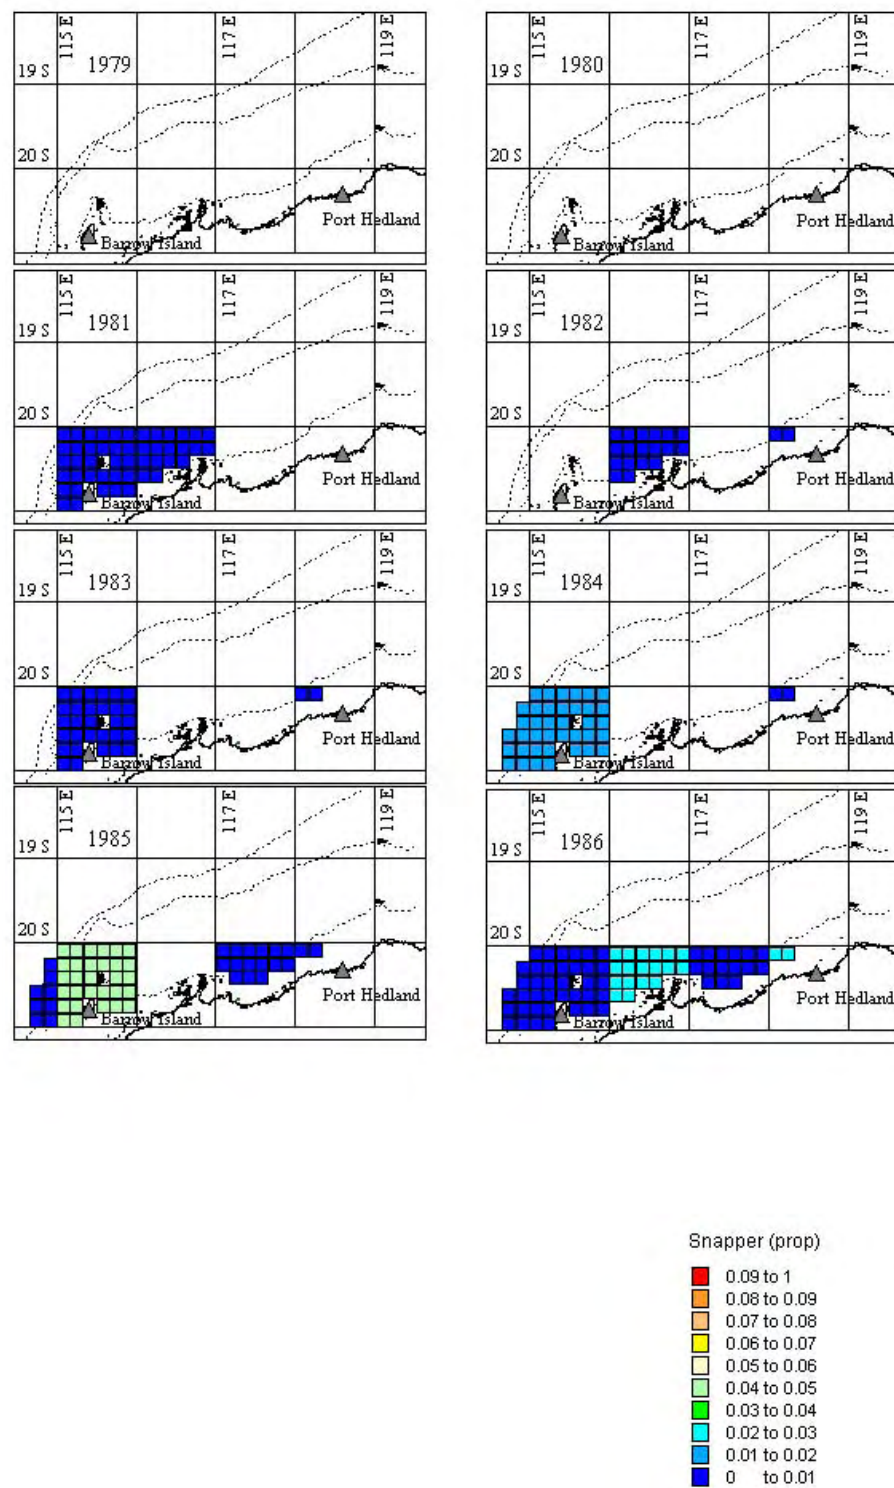 115 E
1979
117 E
119 E
19 S
20 S
Port Hedland
Barrow Island
115 E
1980
117 E
119 E
19 S
20 S
Port Hedland
Barrow Island
115 E
1981
117 E
119 E
19 S
20 S
Port Hedland
Barrow Island
115 E
1982
117 E
119 E
19 S
20 S
Port Hedland
Barrow Island
115 E
1983
117 E
119 E
19 S
20 S
Port Hedland
Barrow Island
115 E
1984
117 E
119 E
19 S
20 S
Port Hedland
Barrow Island
115 E
1985
117 E
119 E
19 S
20 S
Port Hedland
Barrow Island
115 E
1986
117 E
119 E
19 S
20 S
Port Hedland
Barrow Island
Snapper (prop)
0.09 to 1
0.08 to 0.09
0.07 to 0.08
0.06 to 0.07
0.05 to 0.06
0.04 to 0.05
0.03 to 0.04
0.02 to 0.03
0.01 to 0.02
0 to 0.01